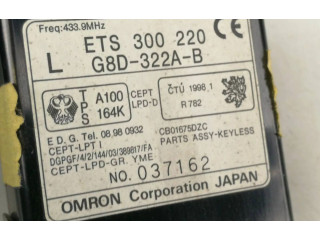 Freq:433.9MHz
L ETS 300 220
G8D-322A-B
T P S A100 164K
CEPT LPD-D
ČTÚ 1998 1
R 782
E D, G. Tel. 08.98 0932
CEPT-LPT I
DGPGF/4/2/144/03/389817/FA
CEPT-LPD-GR. YME
CB01675DZC
PARTS ASSY-KEYLESS
NO. 037162
OMRON Corporation JAPAN